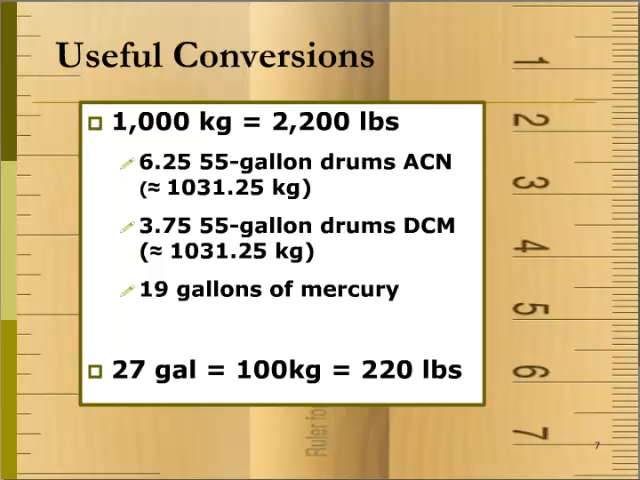 Useful Conversions
1,000 kg = 2,200 lbs
6.25 55-gallon drums ACN
(≈ 1031.25 kg)
3.75 55-gallon drums DCM
(≈ 1031.25 kg)
19 gallons of mercury
27 gal = 100kg = 220 lbs
1
2
3
4
5
6
7
7